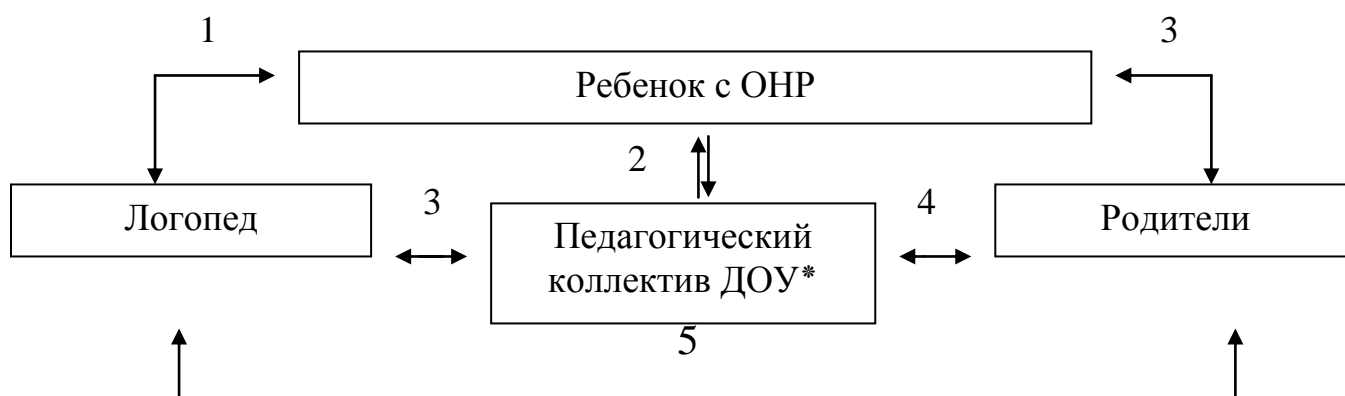 1
3
Ребенок с ОНР
2
Логопед
3
Педагогический
коллектив ДОУ*
4
Родители
5